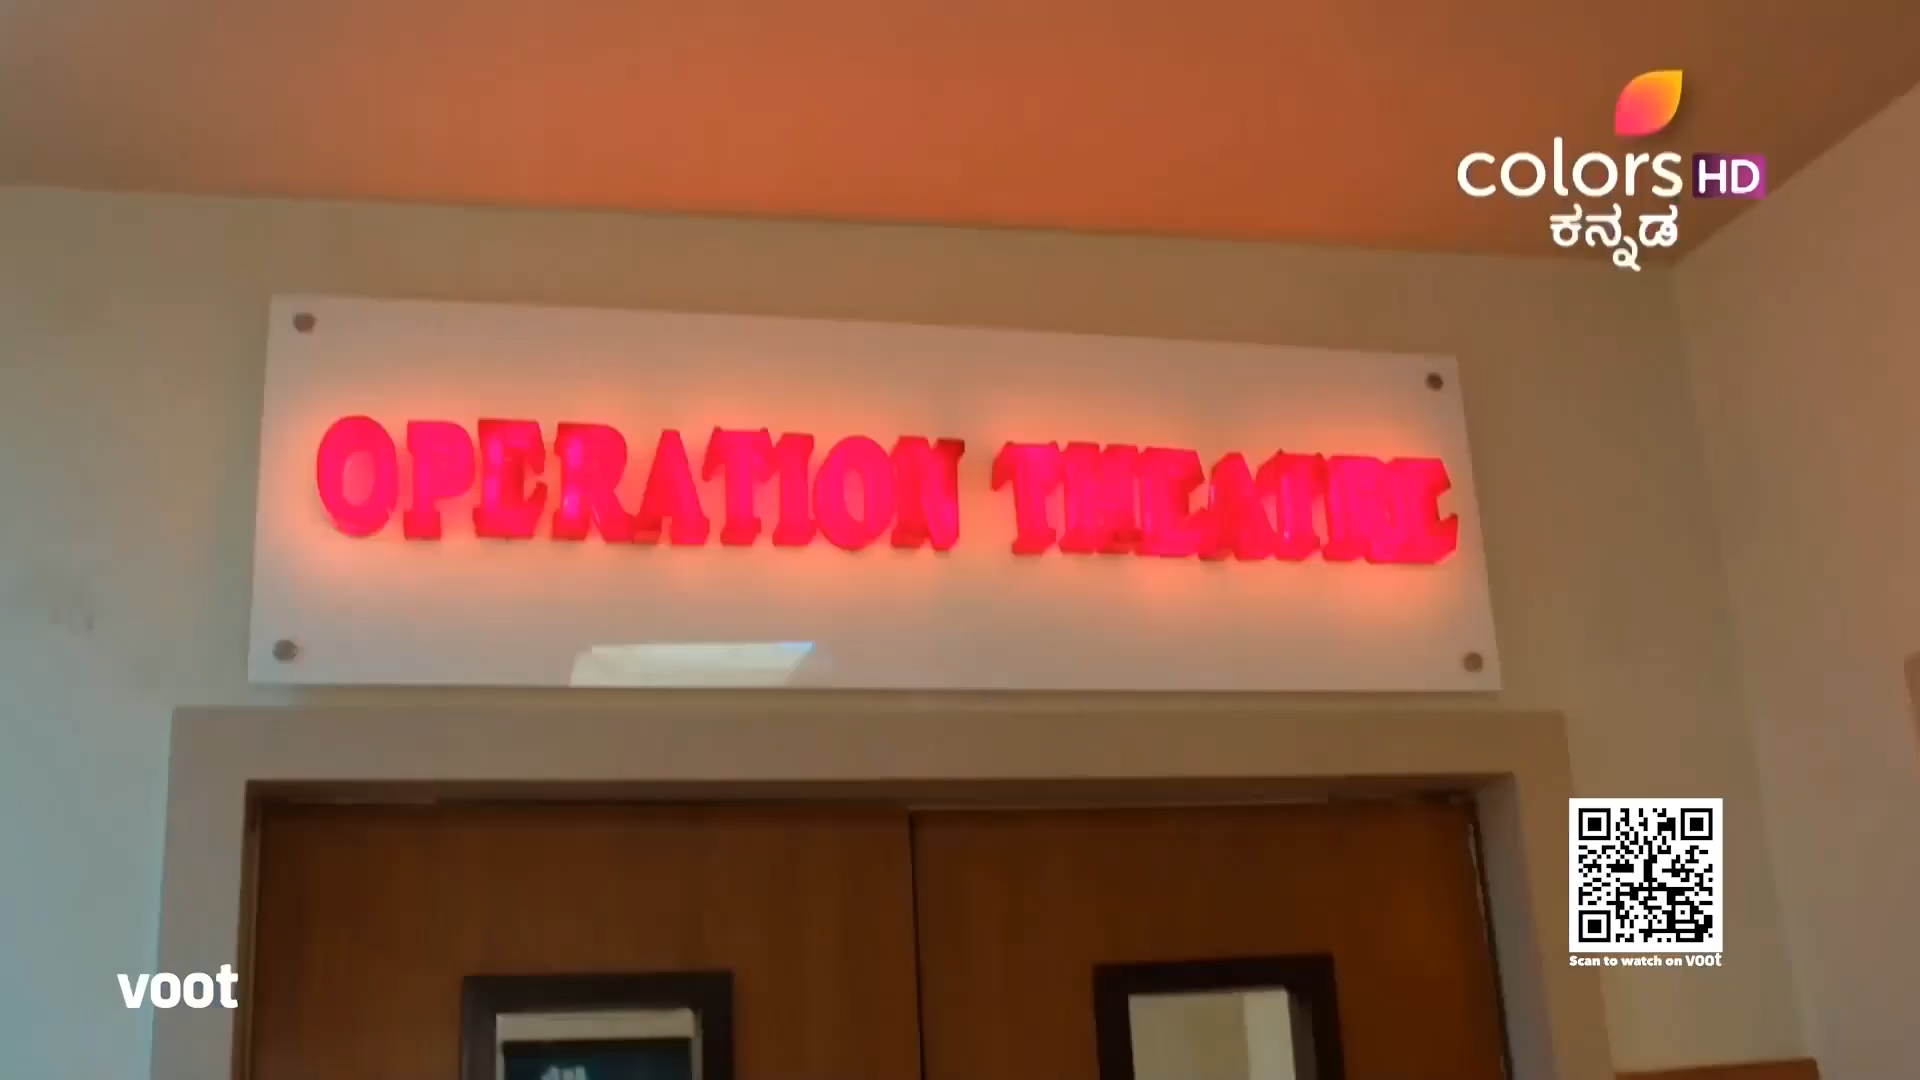 colors HD
ಕನ್ನಡ
OPERATION THEATRE
Scan to watch on VOOT
voot